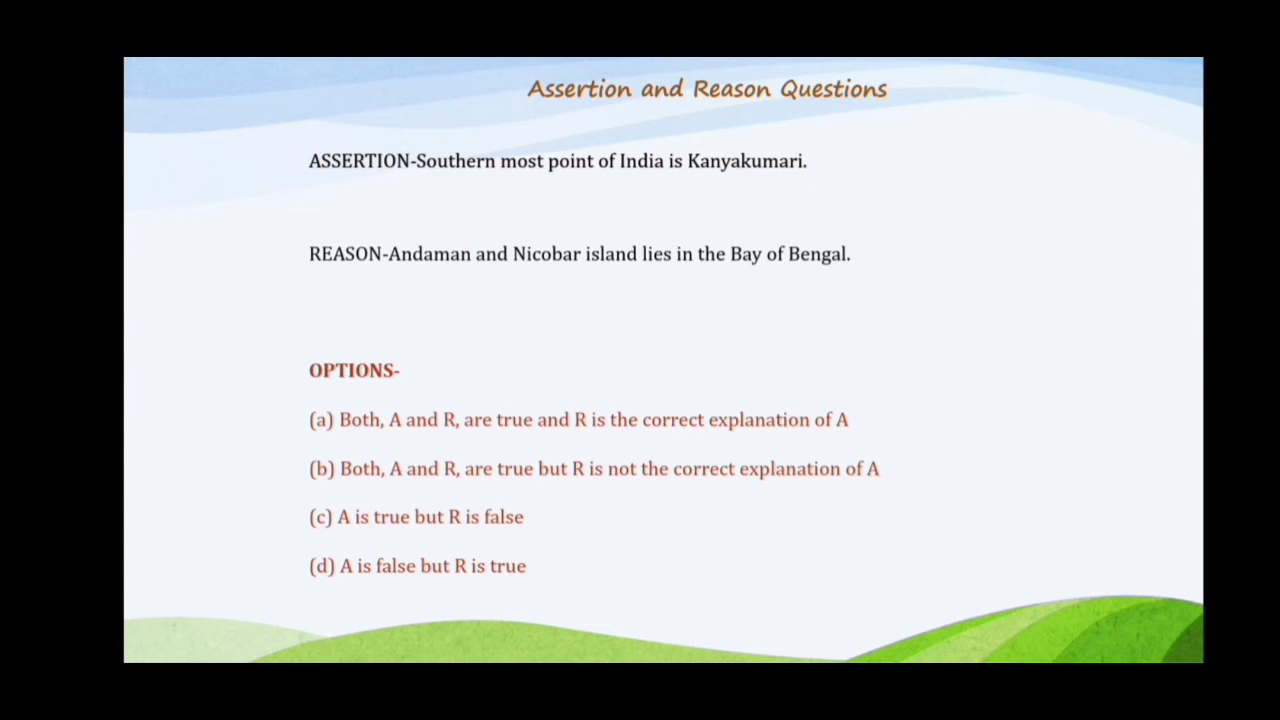 Assertion and Reason Questions
ASSERTION-Southern most point of India is Kanyakumari.
REASON-Andaman and Nicobar island lies in the Bay of Bengal.
OPTIONS-
(a) Both, A and R, are true and R is the correct explanation of A
(b) Both, A and R, are true but R is not the correct explanation of A
(c) A is true but R is false
(d) A is false but R is true